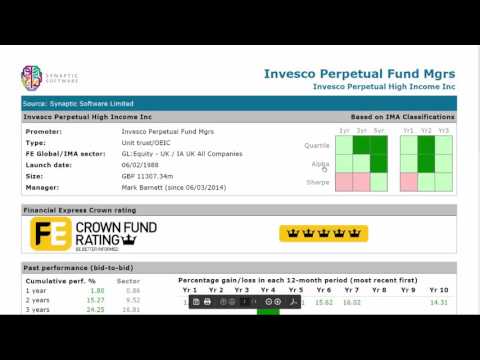 SYNAPTIC
SOFTWARE
Invesco Perpetual Fund Mgrs
Invesco Perpetual High Income Inc
Source: Synaptic Software Limited
Invesco Perpetual High Income Inc
Based on IMA Classifications
Promoter: Invesco Perpetual Fund Mgrs
Type: Unit trust/OEIC
FE Global/IMA sector: GL:Equity - UK / IA UK All Companies
Launch date: 06/02/1988
Size: GBP 11307.34m
Manager: Mark Barnett (since 06/03/2014)
1yr 3yr 5yr Yr1 Yr2 Yr3
Quartile
Alpha
Sharpe
Financial Express Crown rating
FE CROWN FUND
RATING
BE BETTER INFORMED
Past performance (bid-to-bid)
Cumulative perf. % Sector
Percentage gain/loss in each 12-month period (most recent first)
1 year 1.80 0.86
Yr 1 Yr 2 Yr 3 Yr 4 Yr 5 Yr 6 Yr 7 Yr 8 Yr 9 Yr 10
2 years 15.27 9.52
15.62 16.02 14.31
3 years 24.25 16.81